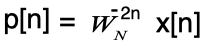 p[n] = W_N^{-2n} x[n]